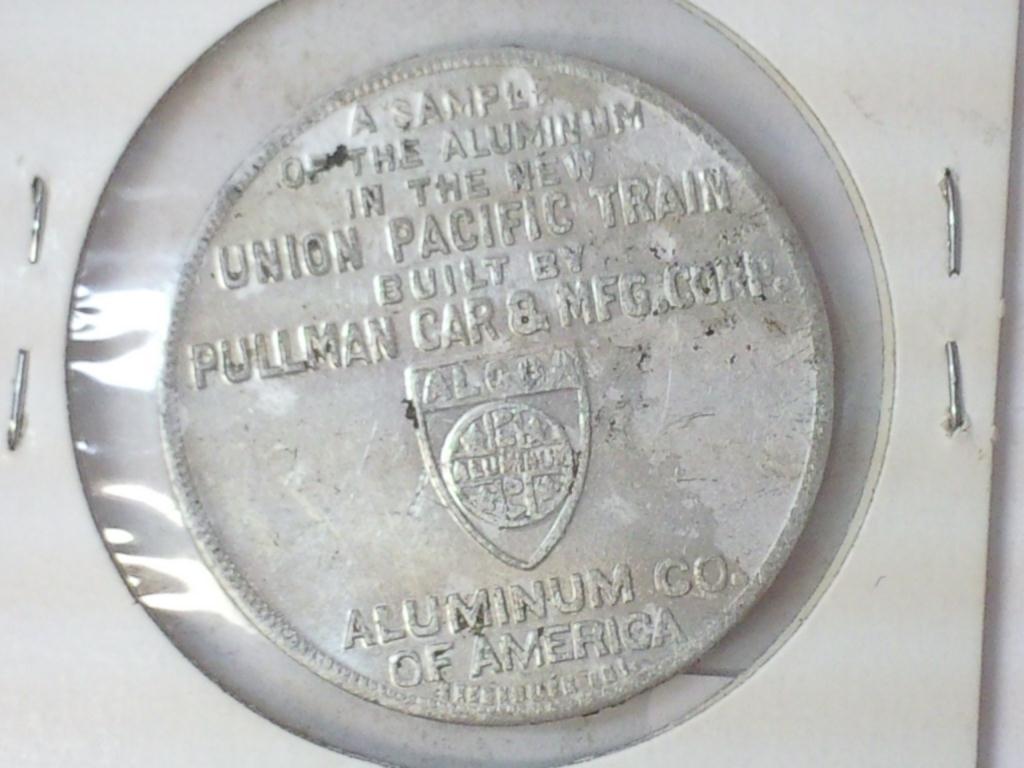 A SAMPLE
OF THE ALUMINUM
IN THE NEW
UNION PACIFIC TRAIN
BUILT BY
PULLMAN CAR & MFG. CORP.
ALCOA
ALUMINUM
ALUMINUM CO.
OF AMERICA